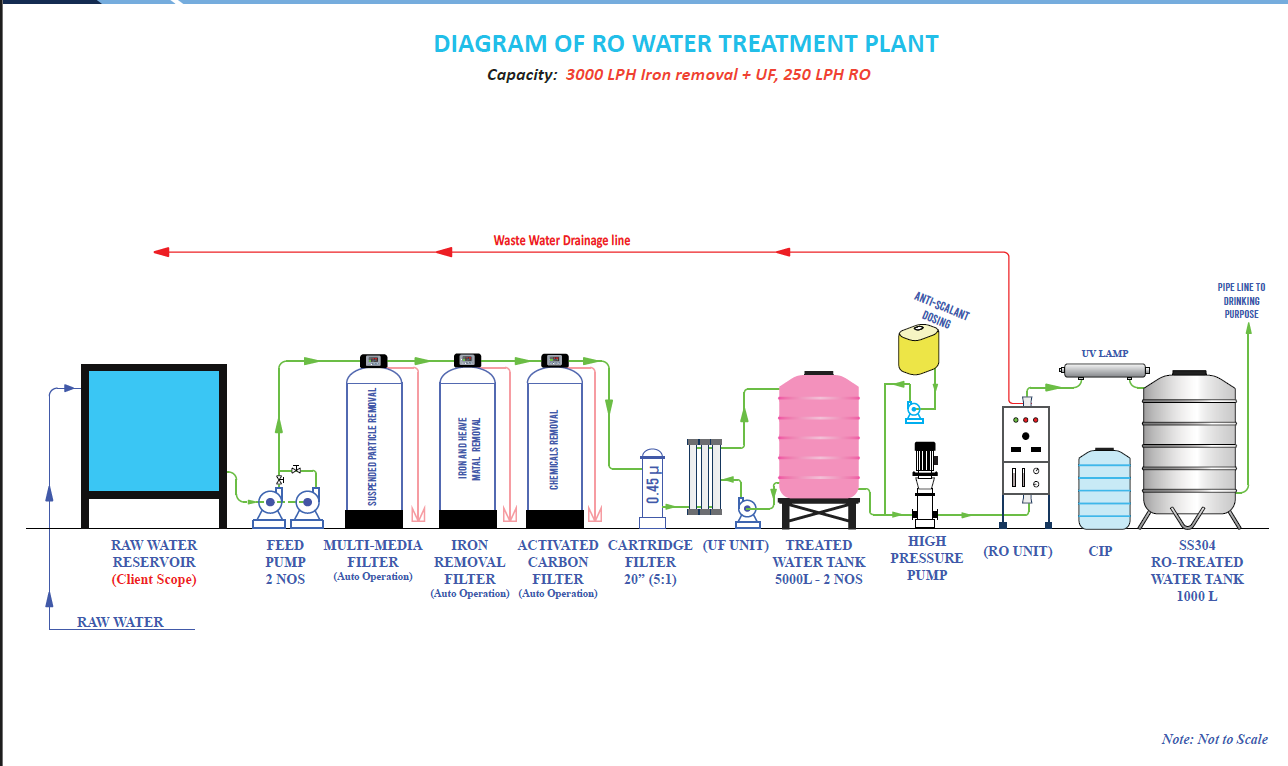 DIAGRAM OF RO WATER TREATMENT PLANT
Capacity: 3000 LPH Iron removal + UF, 250 LPH RO
Waste Water Drainage line
ANTI-SCALANT
DOSING
PIPE LINE TO
DRINKING
PURPOSE
UV LAMP
SUSPENDED PARTICLE REMOVAL
IRON AND HEAVE
MATAL REMOVAL
CHEMICALS REMOVAL
0.45 µ
RAW WATER
RESERVOIR
(Client Scope)
FEED
PUMP
2 NOS
MULTI-MEDIA
FILTER
(Auto Operation)
IRON
REMOVAL
FILTER
(Auto Operation)
ACTIVATED
CARBON
FILTER
(Auto Operation)
CARTRIDGE
FILTER
20” (5:1)
(UF UNIT)
TREATED
WATER TANK
5000L - 2 NOS
HIGH
PRESSURE
PUMP
(RO UNIT)
CIP
SS304
RO-TREATED
WATER TANK
1000 L
RAW WATER
Note: Not to Scale